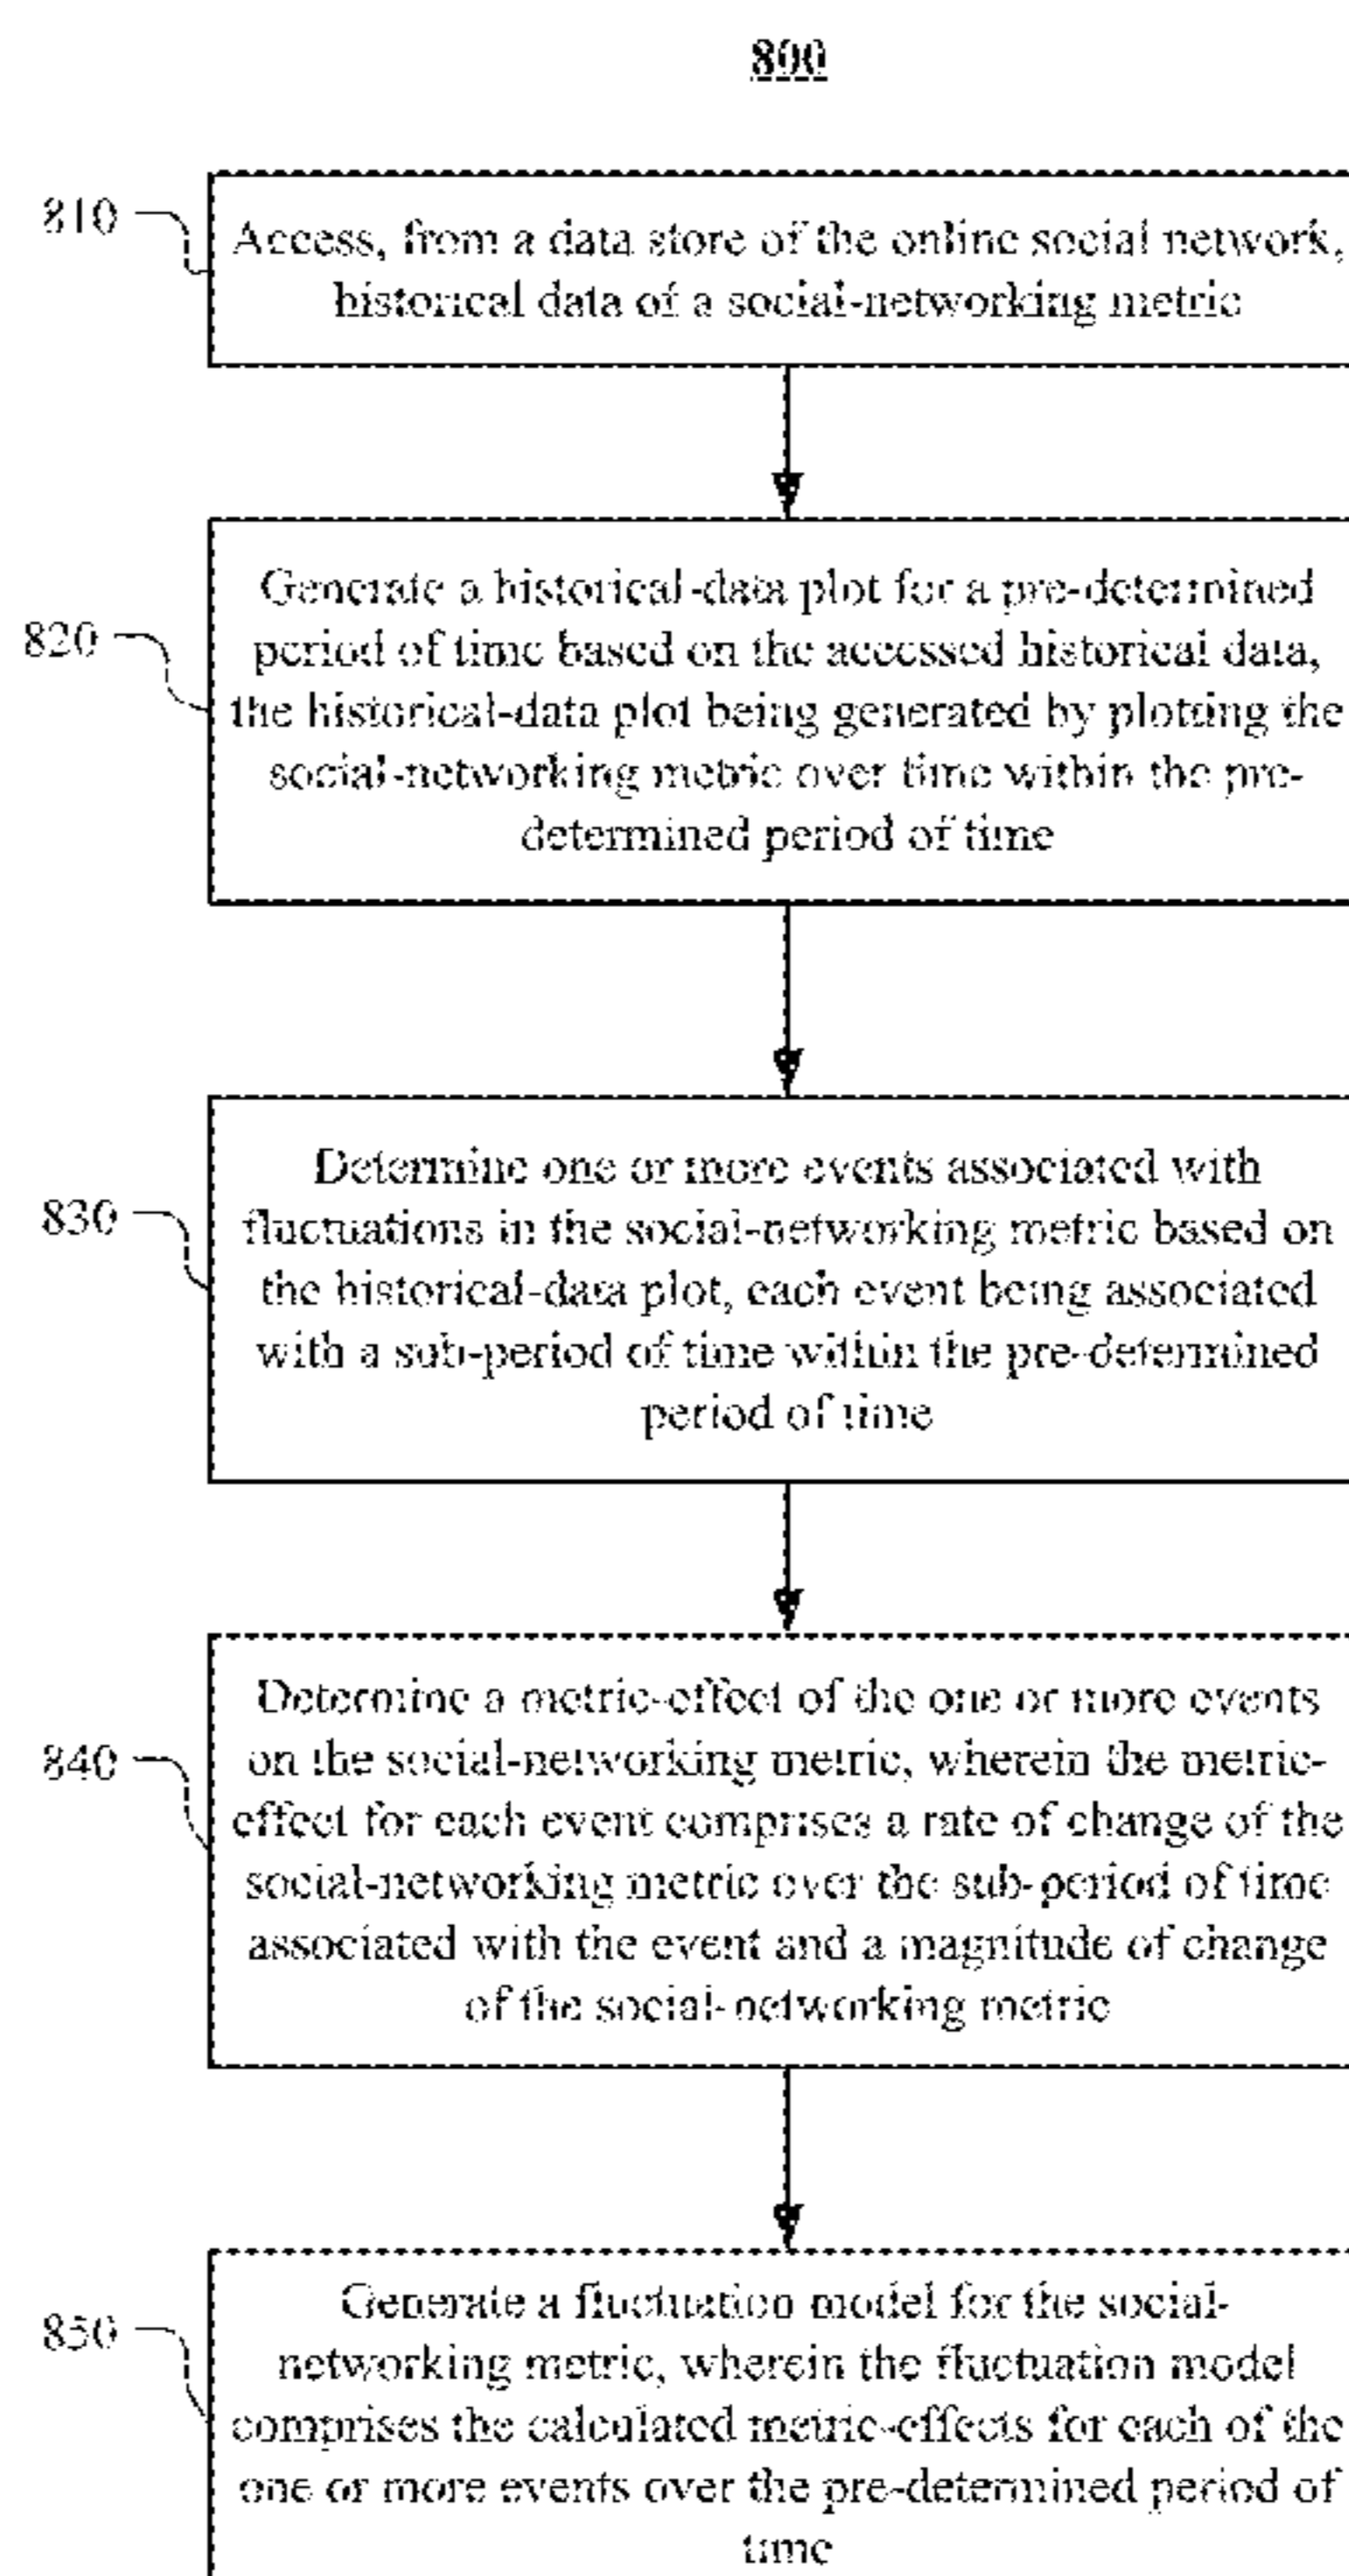 800
810
Access, from a data store of the online social network,
historical data of a social-networking metric
820
Generate a historical-data plot for a pre-determined
period of time based on the accessed historical data,
the historical-data plot being generated by plotting the
social-networking metric over time within the pre-
determined period of time
830
Determine one or more events associated with
fluctuations in the social-networking metric based on
the historical-data plot, each event being associated
with a sub-period of time within the pre-determined
period of time
840
Determine a metric-effect of the one or more events
on the social-networking metric, wherein the metric-
effect for each event comprises a rate of change of the
social-networking metric over the sub-period of time
associated with the event and a magnitude of change
of the social-networking metric
850
Generate a fluctuation model for the social-
networking metric, wherein the fluctuation model
comprises the calculated metric-effects for each of the
one or more events over the pre-determined period of
time